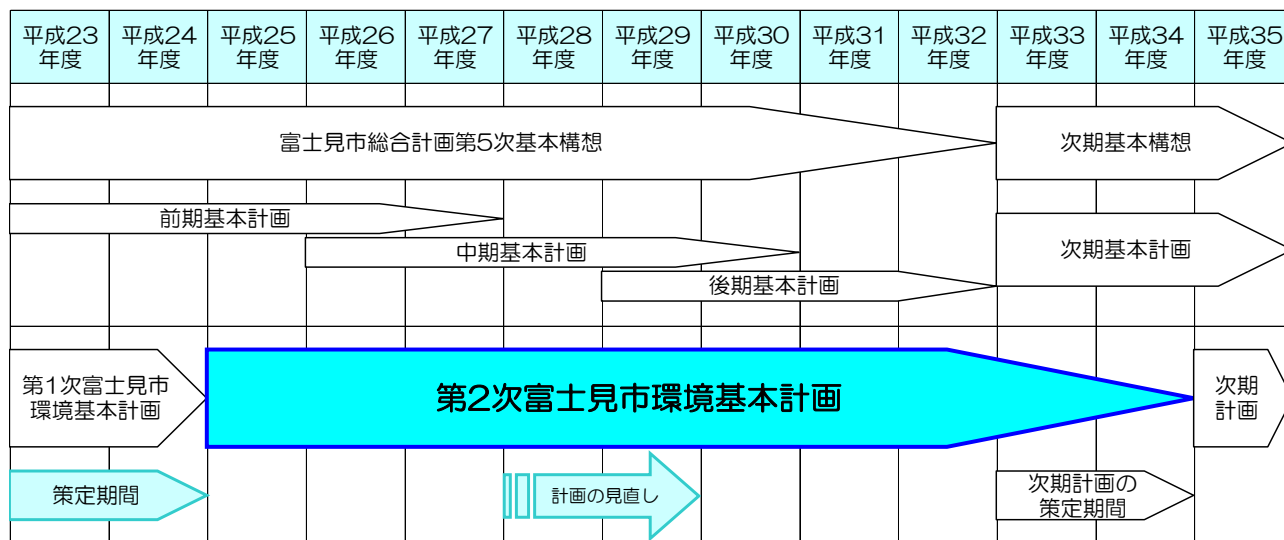 平成23
年度
平成24
年度
平成25
年度
平成26
年度
平成27
年度
平成28
年度
平成29
年度
平成30
年度
平成31
年度
平成32
年度
平成33
年度
平成34
年度
平成35
年度
富士見市総合計画第5次基本構想
次期基本構想
前期基本計画
中期基本計画
後期基本計画
次期基本計画
第1次富士見市
環境基本計画
第2次富士見市環境基本計画
次期
計画
策定期間
計画の見直し
次期計画の
策定期間